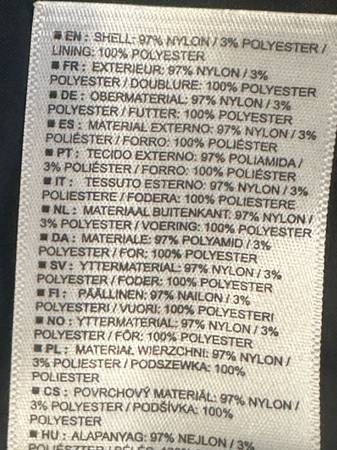 ■ EN : SHELL: 97% NYLON / 3% POLYESTER /
LINING: 100% POLYESTER
■ FR : EXTERIEUR: 97% NYLON / 3%
POLYESTER / DOUBLURE: 100% POLYESTER
■ DE : OBERMATERIAL: 97% NYLON / 3%
POLYESTER / FUTTER: 100% POLYESTER
■ ES : MATERIAL EXTERNO: 97% NYLON / 3%
POLIÉSTER / FORRO: 100% POLIÉSTER
■ PT : TECIDO EXTERNO: 97% POLIAMIDA /
3% POLIÉSTER / FORRO: 100% POLIÉSTER
■ IT : TESSUTO ESTERNO: 97% NYLON / 3%
POLIESTERE / FODERA: 100% POLIESTERE
■ NL : MATERIAAL BUITENKANT: 97% NYLON /
3% POLYESTER / VOERING: 100% POLYESTER
■ DA : MATERIALE: 97% POLYAMID / 3%
POLYESTER / FOR: 100% POLYESTER
■ SV : YTTERMATERIAL: 97% NYLON / 3%
POLYESTER / FODER: 100% POLYESTER
■ FI : PÄÄLLINEN: 97% NAILON / 3%
POLYESTERI / VUORI: 100% POLYESTERI
■ NO : YTTERMATERIAL: 97% NYLON / 3%
POLYESTER / FÔR: 100% POLYESTER
■ PL : MATERIAŁ WIERZCHNI: 97% NYLON /
3% POLIESTER / PODSZEWKA: 100%
POLIESTER
■ CS : POVRCHOVÝ MATERIÁL: 97% NYLON /
3% POLYESTER / PODŠÍVKA: 100%
POLYESTER
■ HU : ALAPANYAG: 97% NEJLON / 3%